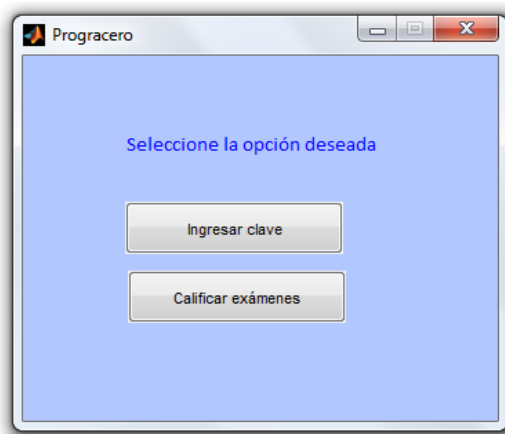 Progracero
Seleccione la opción deseada
Ingresar clave
Calificar exámenes